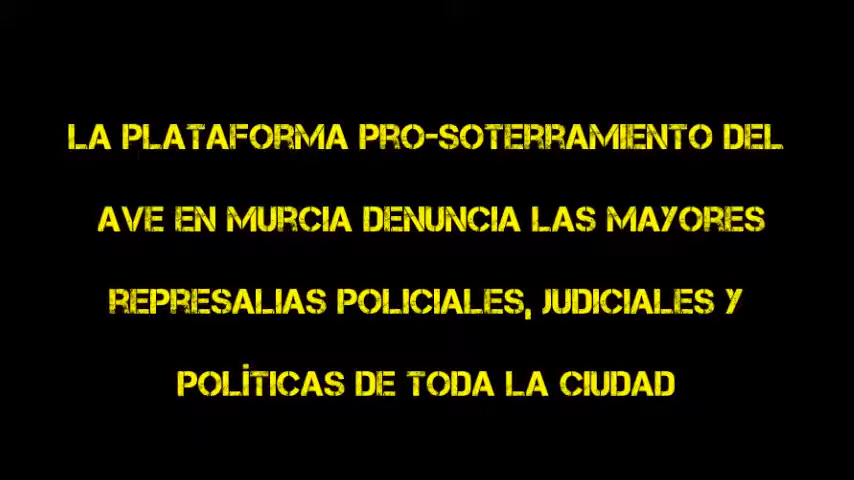 LA PLATAFORMA PRO-SOTERRAMIENTO DEL
AVE EN MURCIA DENUNCIA LAS MAYORES
REPRESALIAS POLICIALES, JUDICIALES Y
POLÍTICAS DE TODA LA CIUDAD